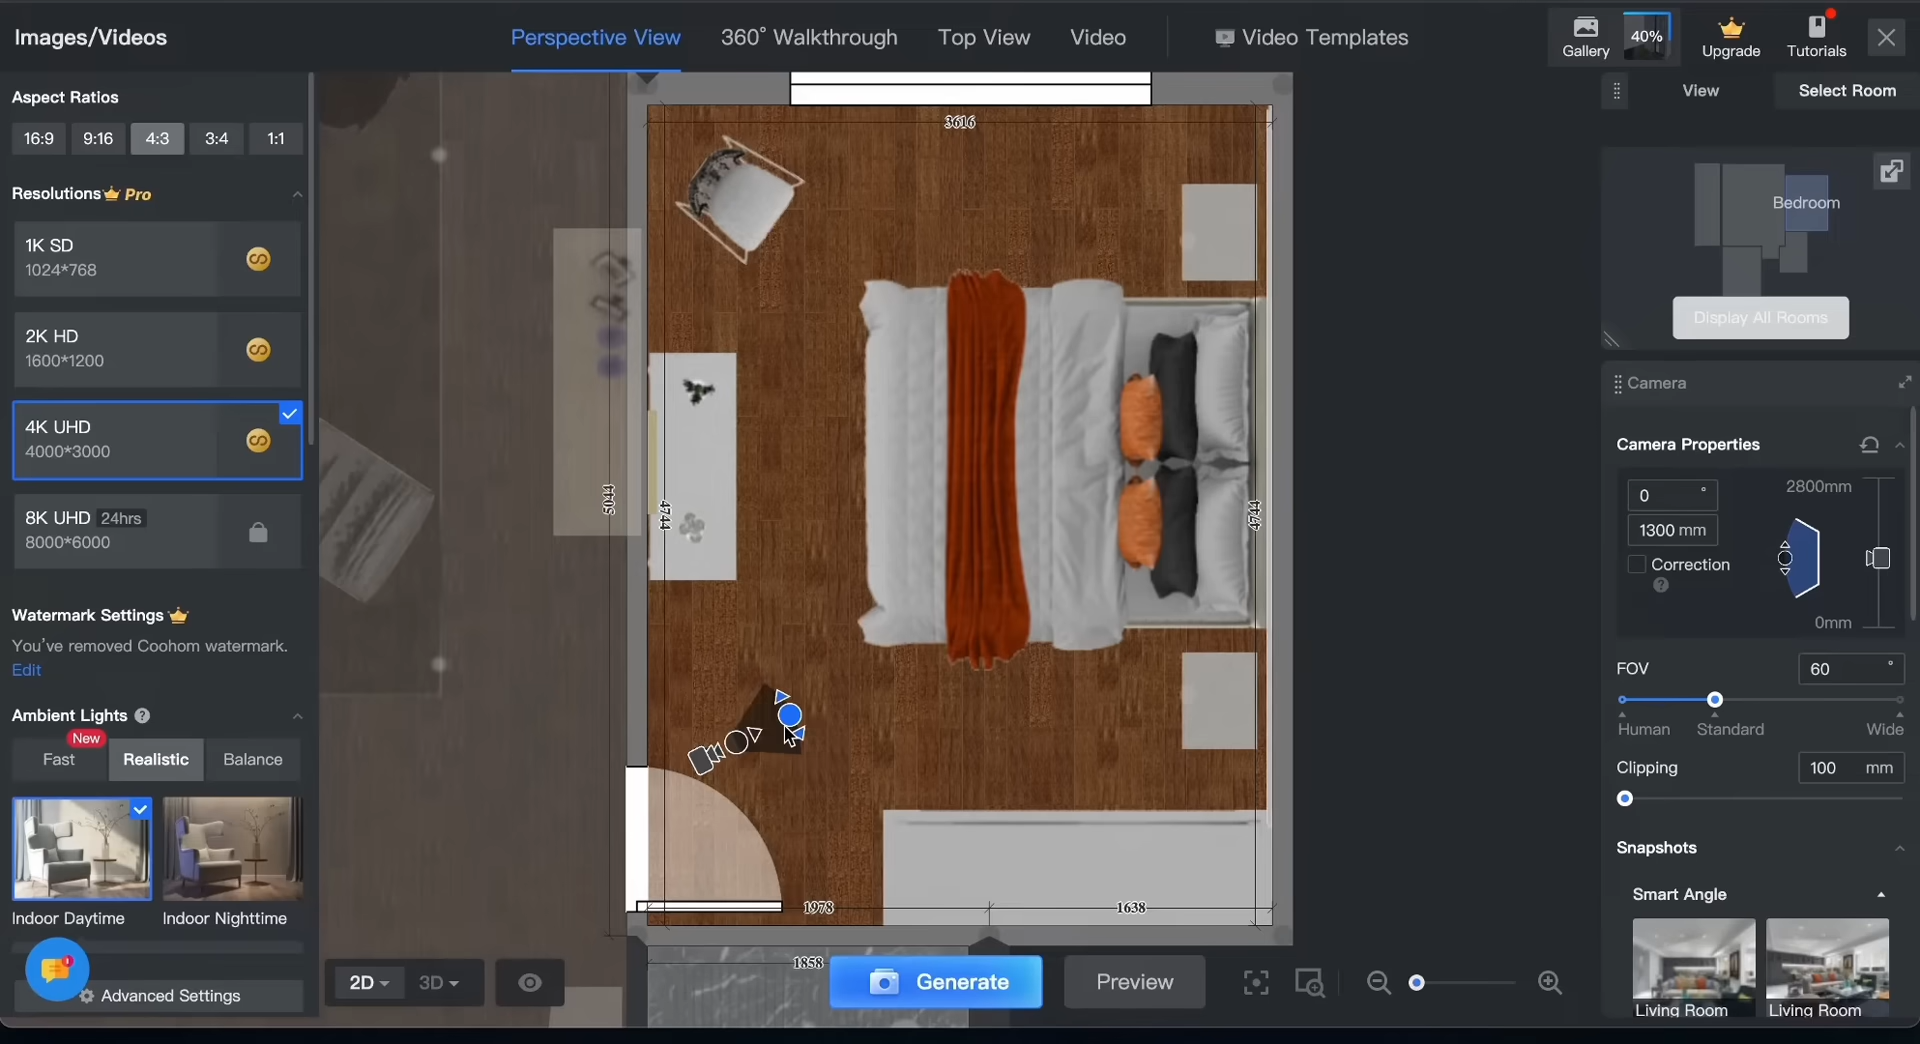 Images/Videos
Perspective View
360° Walkthrough
Top View
Video
Video Templates
Gallery
40%
Upgrade
Tutorials
Aspect Ratios
16:9
9:16
4:3
3:4
1:1
Resolutions Pro
1K SD
1024*768
2K HD
1600*1200
4K UHD
4000*3000
8K UHD 24hrs
8000*6000
Watermark Settings
You've removed Coohom watermark.
Edit
Ambient Lights ?
New
Fast
Realistic
Balance
Indoor Daytime
Indoor Nighttime
Advanced Settings
3616
5044
4744
4744
1978
1638
1858
2D
3D
Generate
Preview
View
Select Room
Bedroom
Display All Rooms
Camera
Camera Properties
0 °
2800mm
1300 mm
Correction
?
0mm
FOV
60 °
Human
Standard
Wide
Clipping
100 mm
Snapshots
Smart Angle
Living Room
Living Room